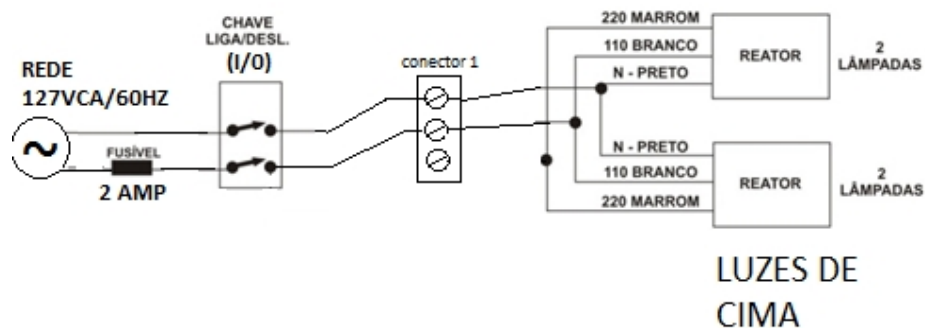 CHAVE
LIGA/DESL.
(I/0)
REDE
127VCA/60HZ
FUSÍVEL
2 AMP
conector 1
220 MARROM
110 BRANCO
N - PRETO
REATOR
2
LÂMPADAS
N - PRETO
110 BRANCO
220 MARROM
REATOR
2
LÂMPADAS
LUZES DE
CIMA